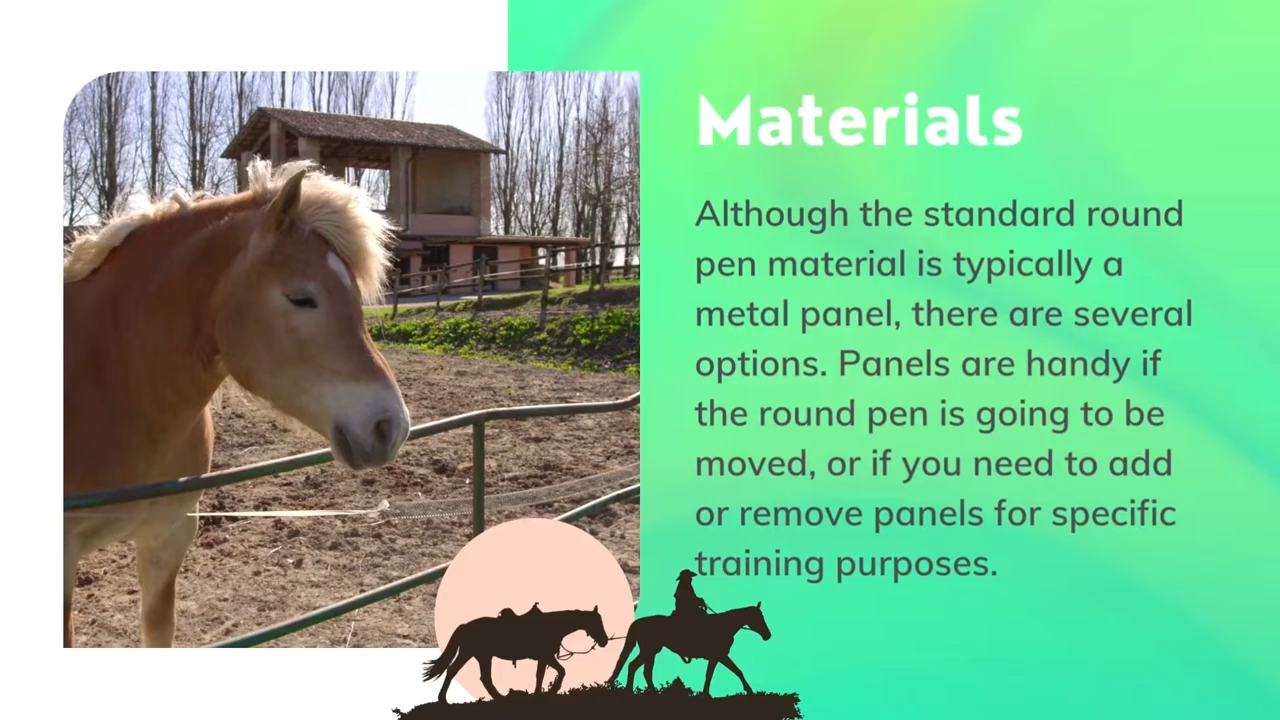 Materials
Although the standard round
pen material is typically a
metal panel, there are several
options. Panels are handy if
the round pen is going to be
moved, or if you need to add
or remove panels for specific
training purposes.